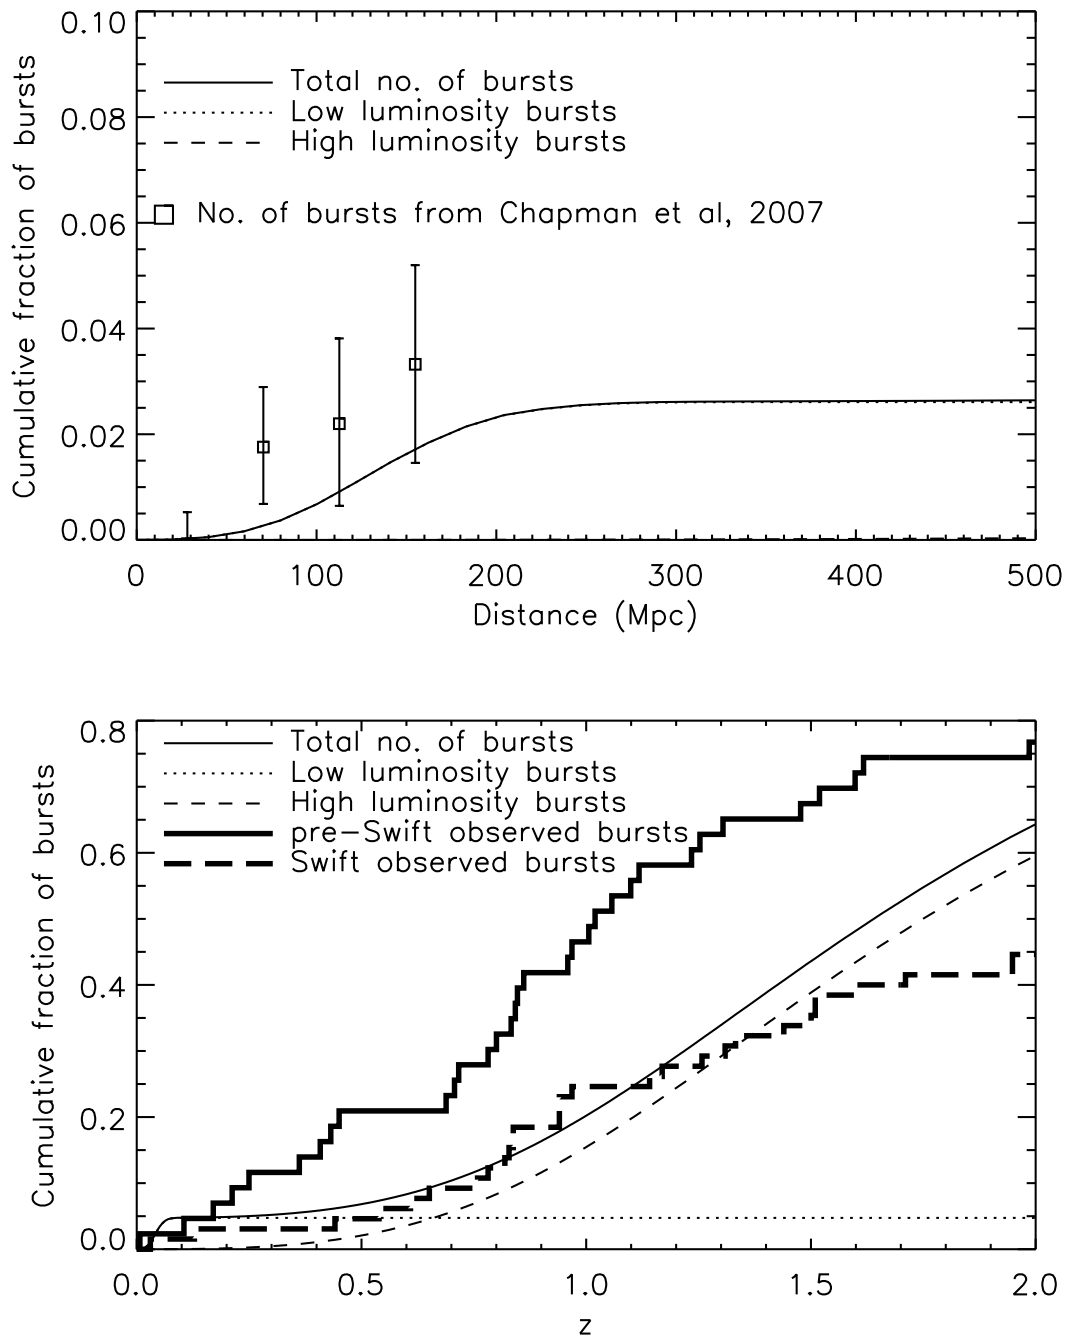 0.10
0.08
0.06
0.04
0.02
0.00
Cumulative fraction of bursts
Total no. of bursts
Low luminosity bursts
High luminosity bursts
No. of bursts from Chapman et al, 2007
0 100 200 300 400 500
Distance (Mpc)
0.8
0.6
0.4
0.2
0.0
Cumulative fraction of bursts
Total no. of bursts
Low luminosity bursts
High luminosity bursts
pre-Swift observed bursts
Swift observed bursts
0.0 0.5 1.0 1.5 2.0
z